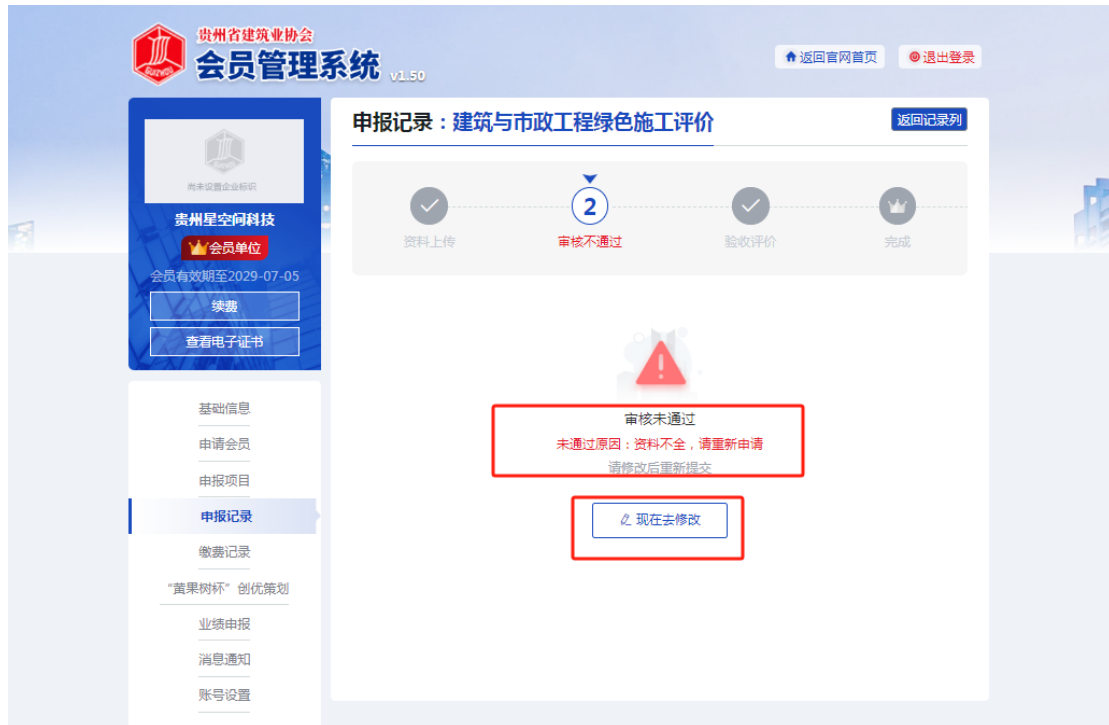 贵州省建筑业协会
会员管理系统 v1.50
GUIZHOU
返回官网首页
退出登录
尚未设置企业标识
贵州星空间科技
会员单位
会员有效期至2029-07-05
续费
查看电子证书
基础信息
申请会员
申报项目
申报记录
缴费记录
“黄果树杯”创优策划
业绩申报
消息通知
账号设置
申报记录：建筑与市政工程绿色施工评价
返回记录列
2
资料上传
审核不通过
验收评价
完成
审核未通过
未通过原因：资料不全，请重新申请
请修改后重新提交
现在去修改